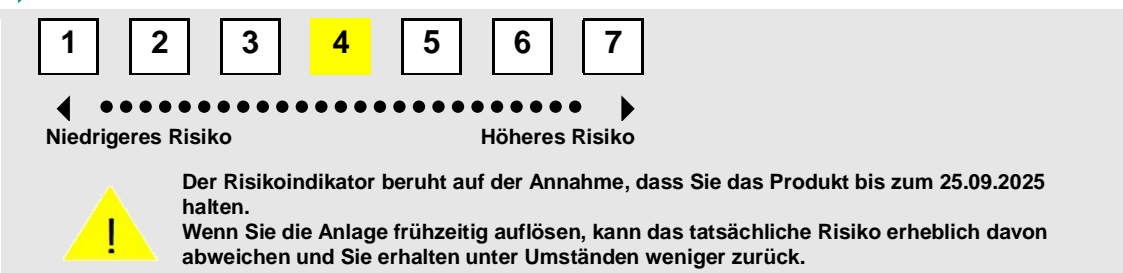 1 2 3 4 5 6 7
Niedrigeres Risiko Höheres Risiko
Der Risikoindikator beruht auf der Annahme, dass Sie das Produkt bis zum 25.09.2025
halten.
!
Wenn Sie die Anlage frühzeitig auflösen, kann das tatsächliche Risiko erheblich davon
abweichen und Sie erhalten unter Umständen weniger zurück.